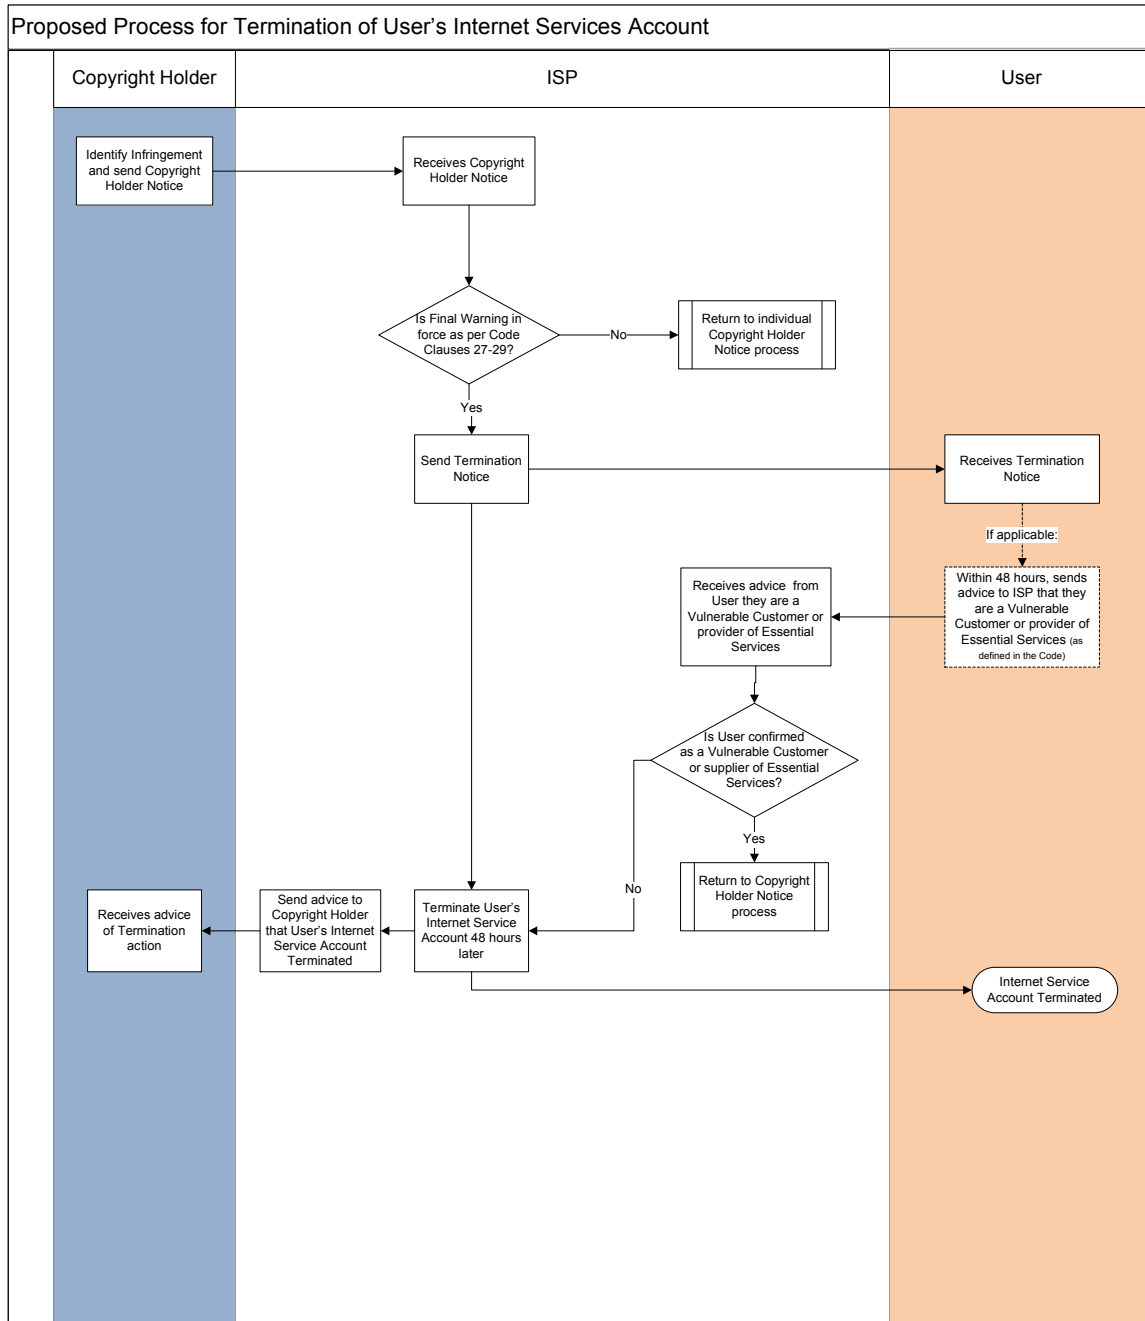 Proposed Process for Termination of User’s Internet Services Account
Copyright Holder
ISP
User
Identify Infringement
and send Copyright
Holder Notice
Receives Copyright
Holder Notice
Is Final Warning in
force as per Code
Clauses 27-29?
No
Return to individual
Copyright Holder
Notice process
Yes
Send Termination
Notice
Receives Termination
Notice
If applicable:
Within 48 hours, sends
advice to ISP that they
are a Vulnerable
Customer or provider of
Essential Services (as
defined in the Code)
Receives advice from
User they are a
Vulnerable Customer or
provider of Essential
Services
Is User confirmed
as a Vulnerable Customer
or supplier of Essential
Services?
Yes
No
Return to Copyright
Holder Notice
process
Terminate User’s
Internet Service
Account 48 hours
later
Send advice to
Copyright Holder
that User’s Internet
Service Account
Terminated
Receives advice
of Termination
action
Internet Service
Account Terminated